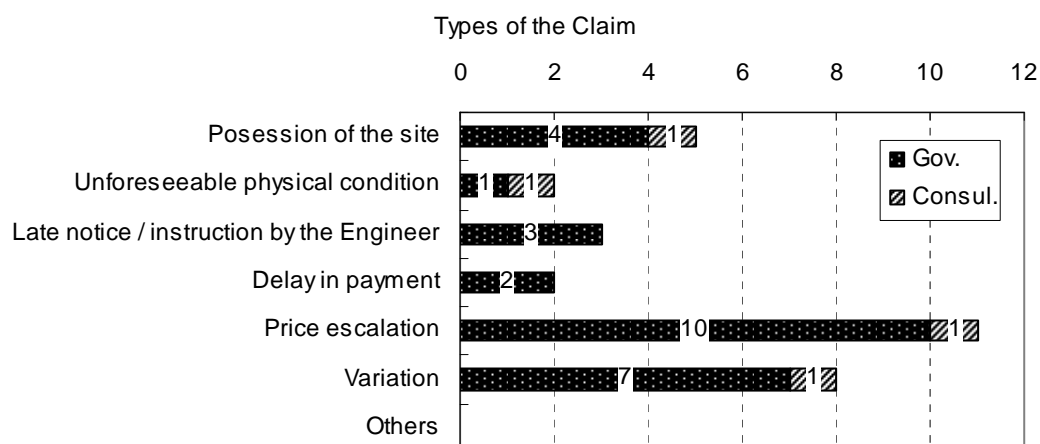 Types of the Claim
0 2 4 6 8 10 12
Posession of the site 4 1
Unforeseeable physical condition 1 1
Late notice / instruction by the Engineer 3
Delay in payment 2
Price escalation 10 1
Variation 7 1
Others
Gov.
Consul.